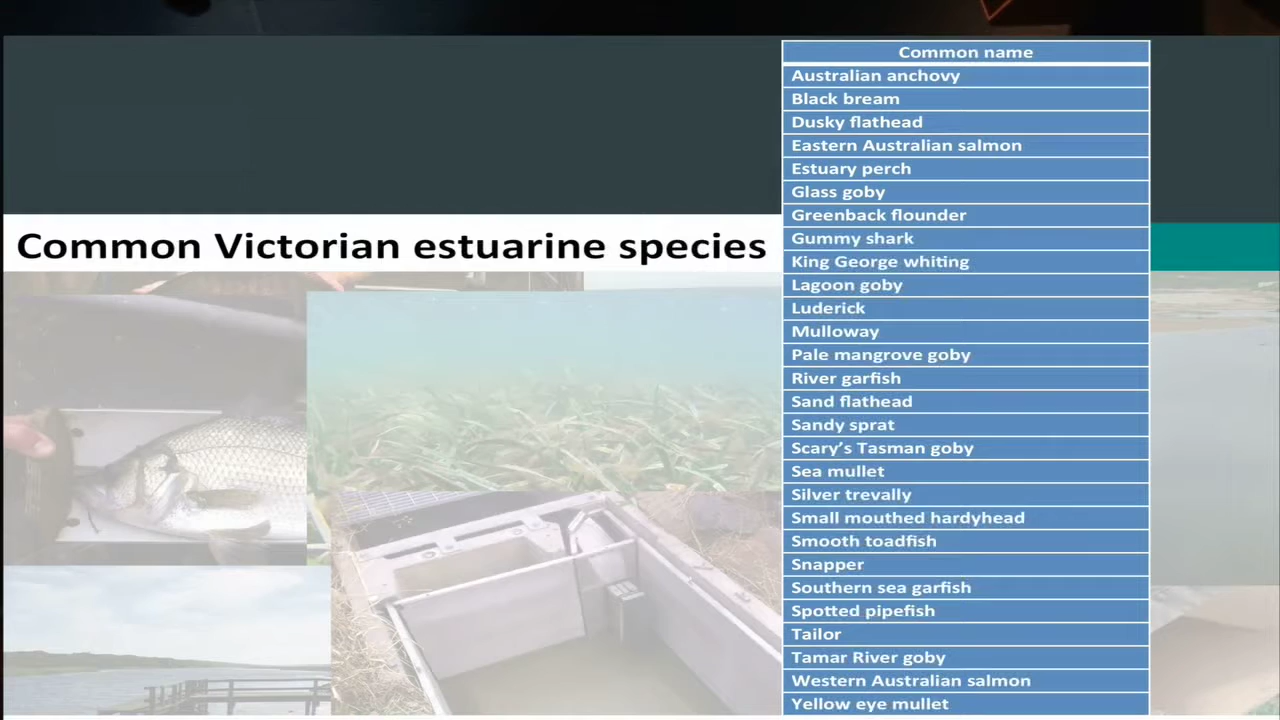 Common Victorian estuarine species
Common name
Australian anchovy
Black bream
Dusky flathead
Eastern Australian salmon
Estuary perch
Glass goby
Greenback flounder
Gummy shark
King George whiting
Lagoon goby
Luderick
Mulloway
Pale mangrove goby
River garfish
Sand flathead
Sandy sprat
Scary’s Tasman goby
Sea mullet
Silver trevally
Small mouthed hardyhead
Smooth toadfish
Snapper
Southern sea garfish
Spotted pipefish
Tailor
Tamar River goby
Western Australian salmon
Yellow eye mullet